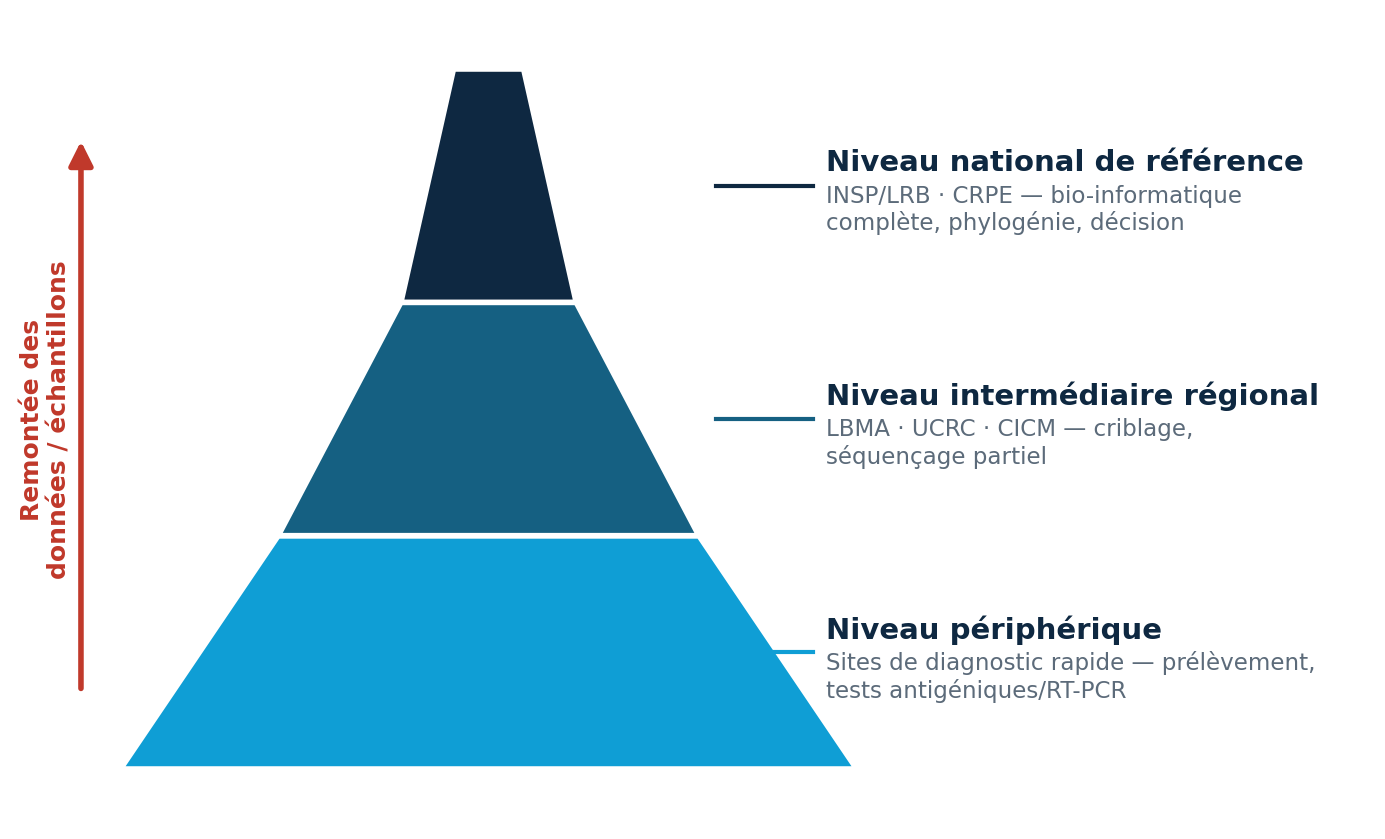 Remontée des
données / échantillons
Niveau national de référence
INSP/LRB · CRPE — bio-informatique
complète, phylogénie, décision
Niveau intermédiaire régional
LBMA · UCRC · CICM — criblage,
séquençage partiel
Niveau périphérique
Sites de diagnostic rapide — prélèvement,
tests antigéniques/RT-PCR